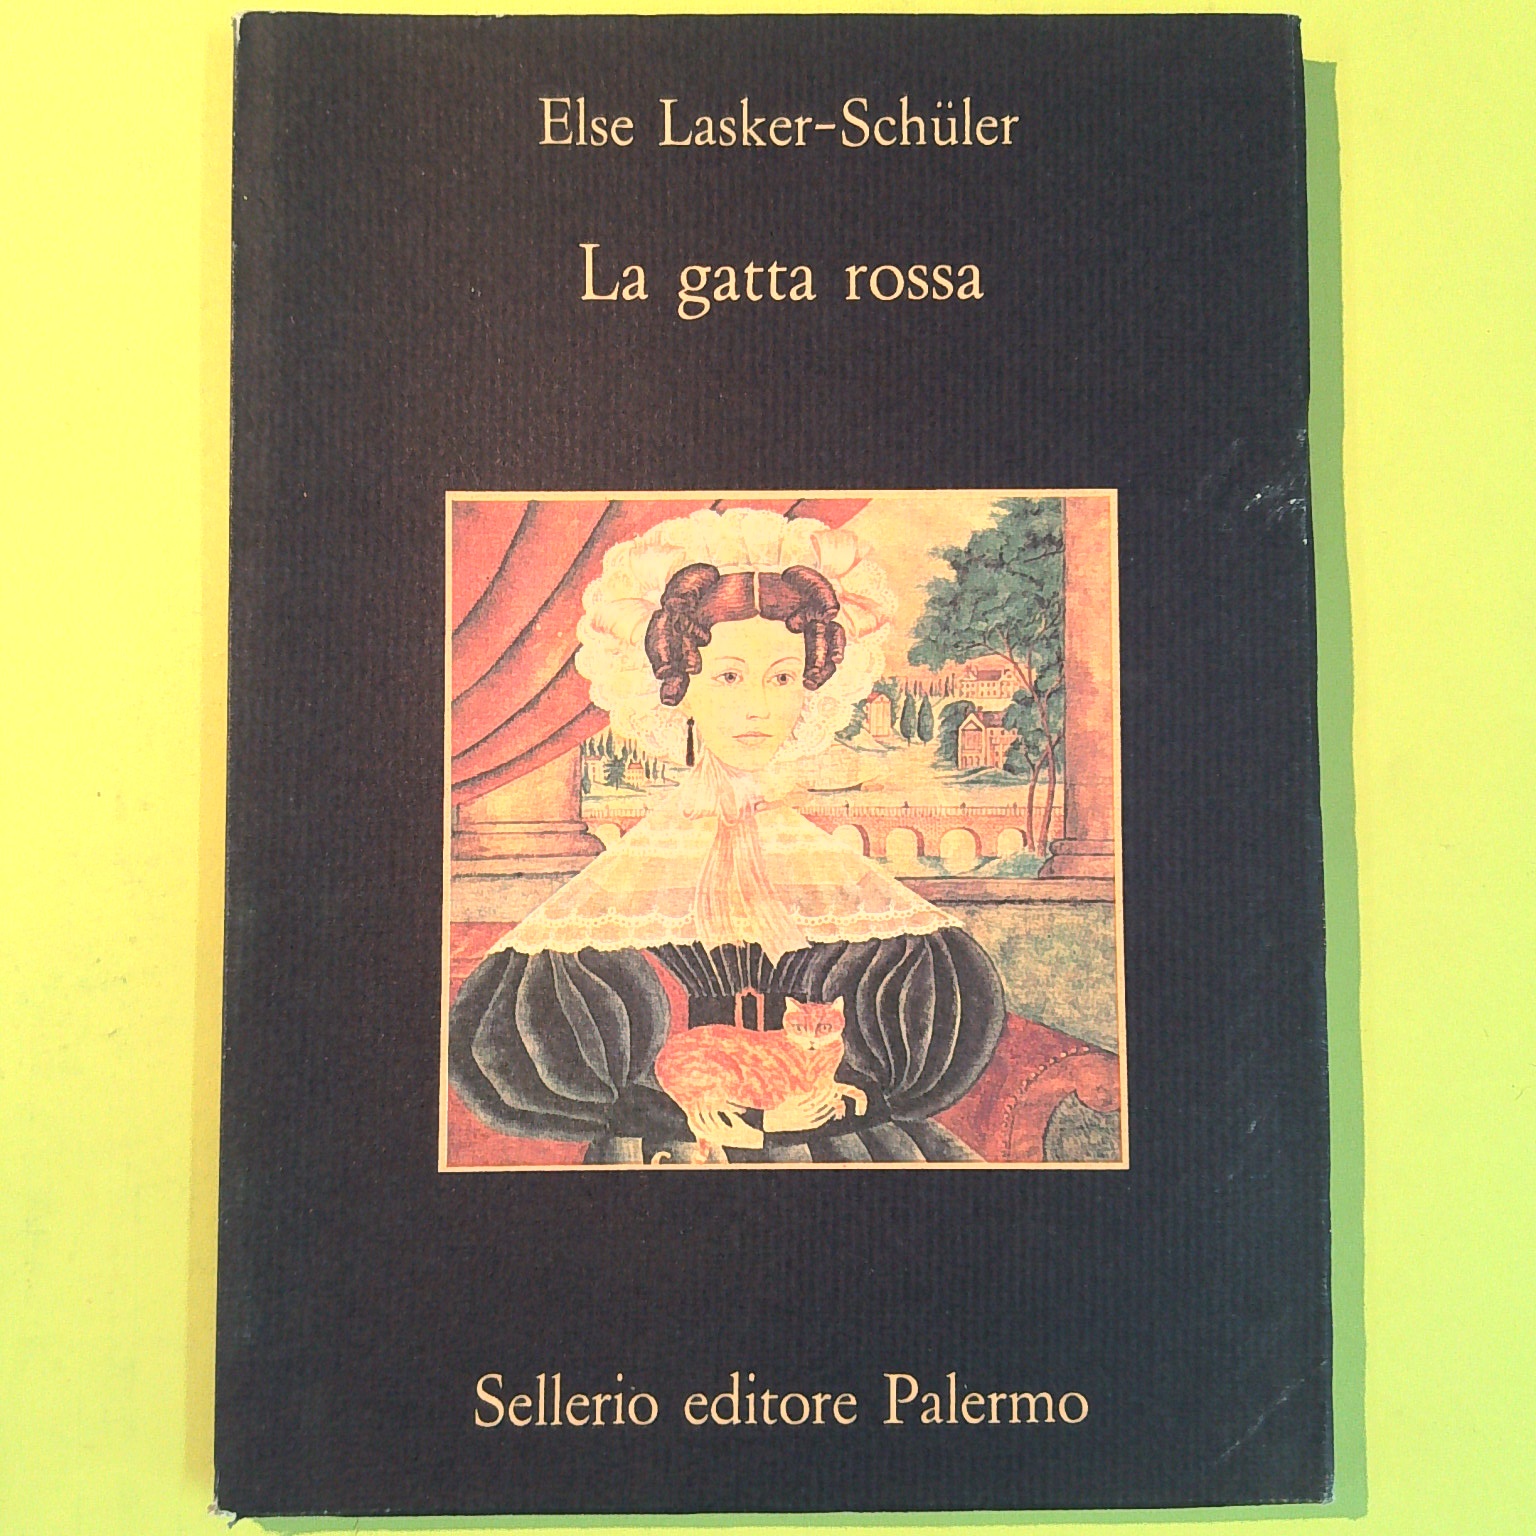 Else Lasker-Schüler
La gatta rossa
Sellerio editore Palermo